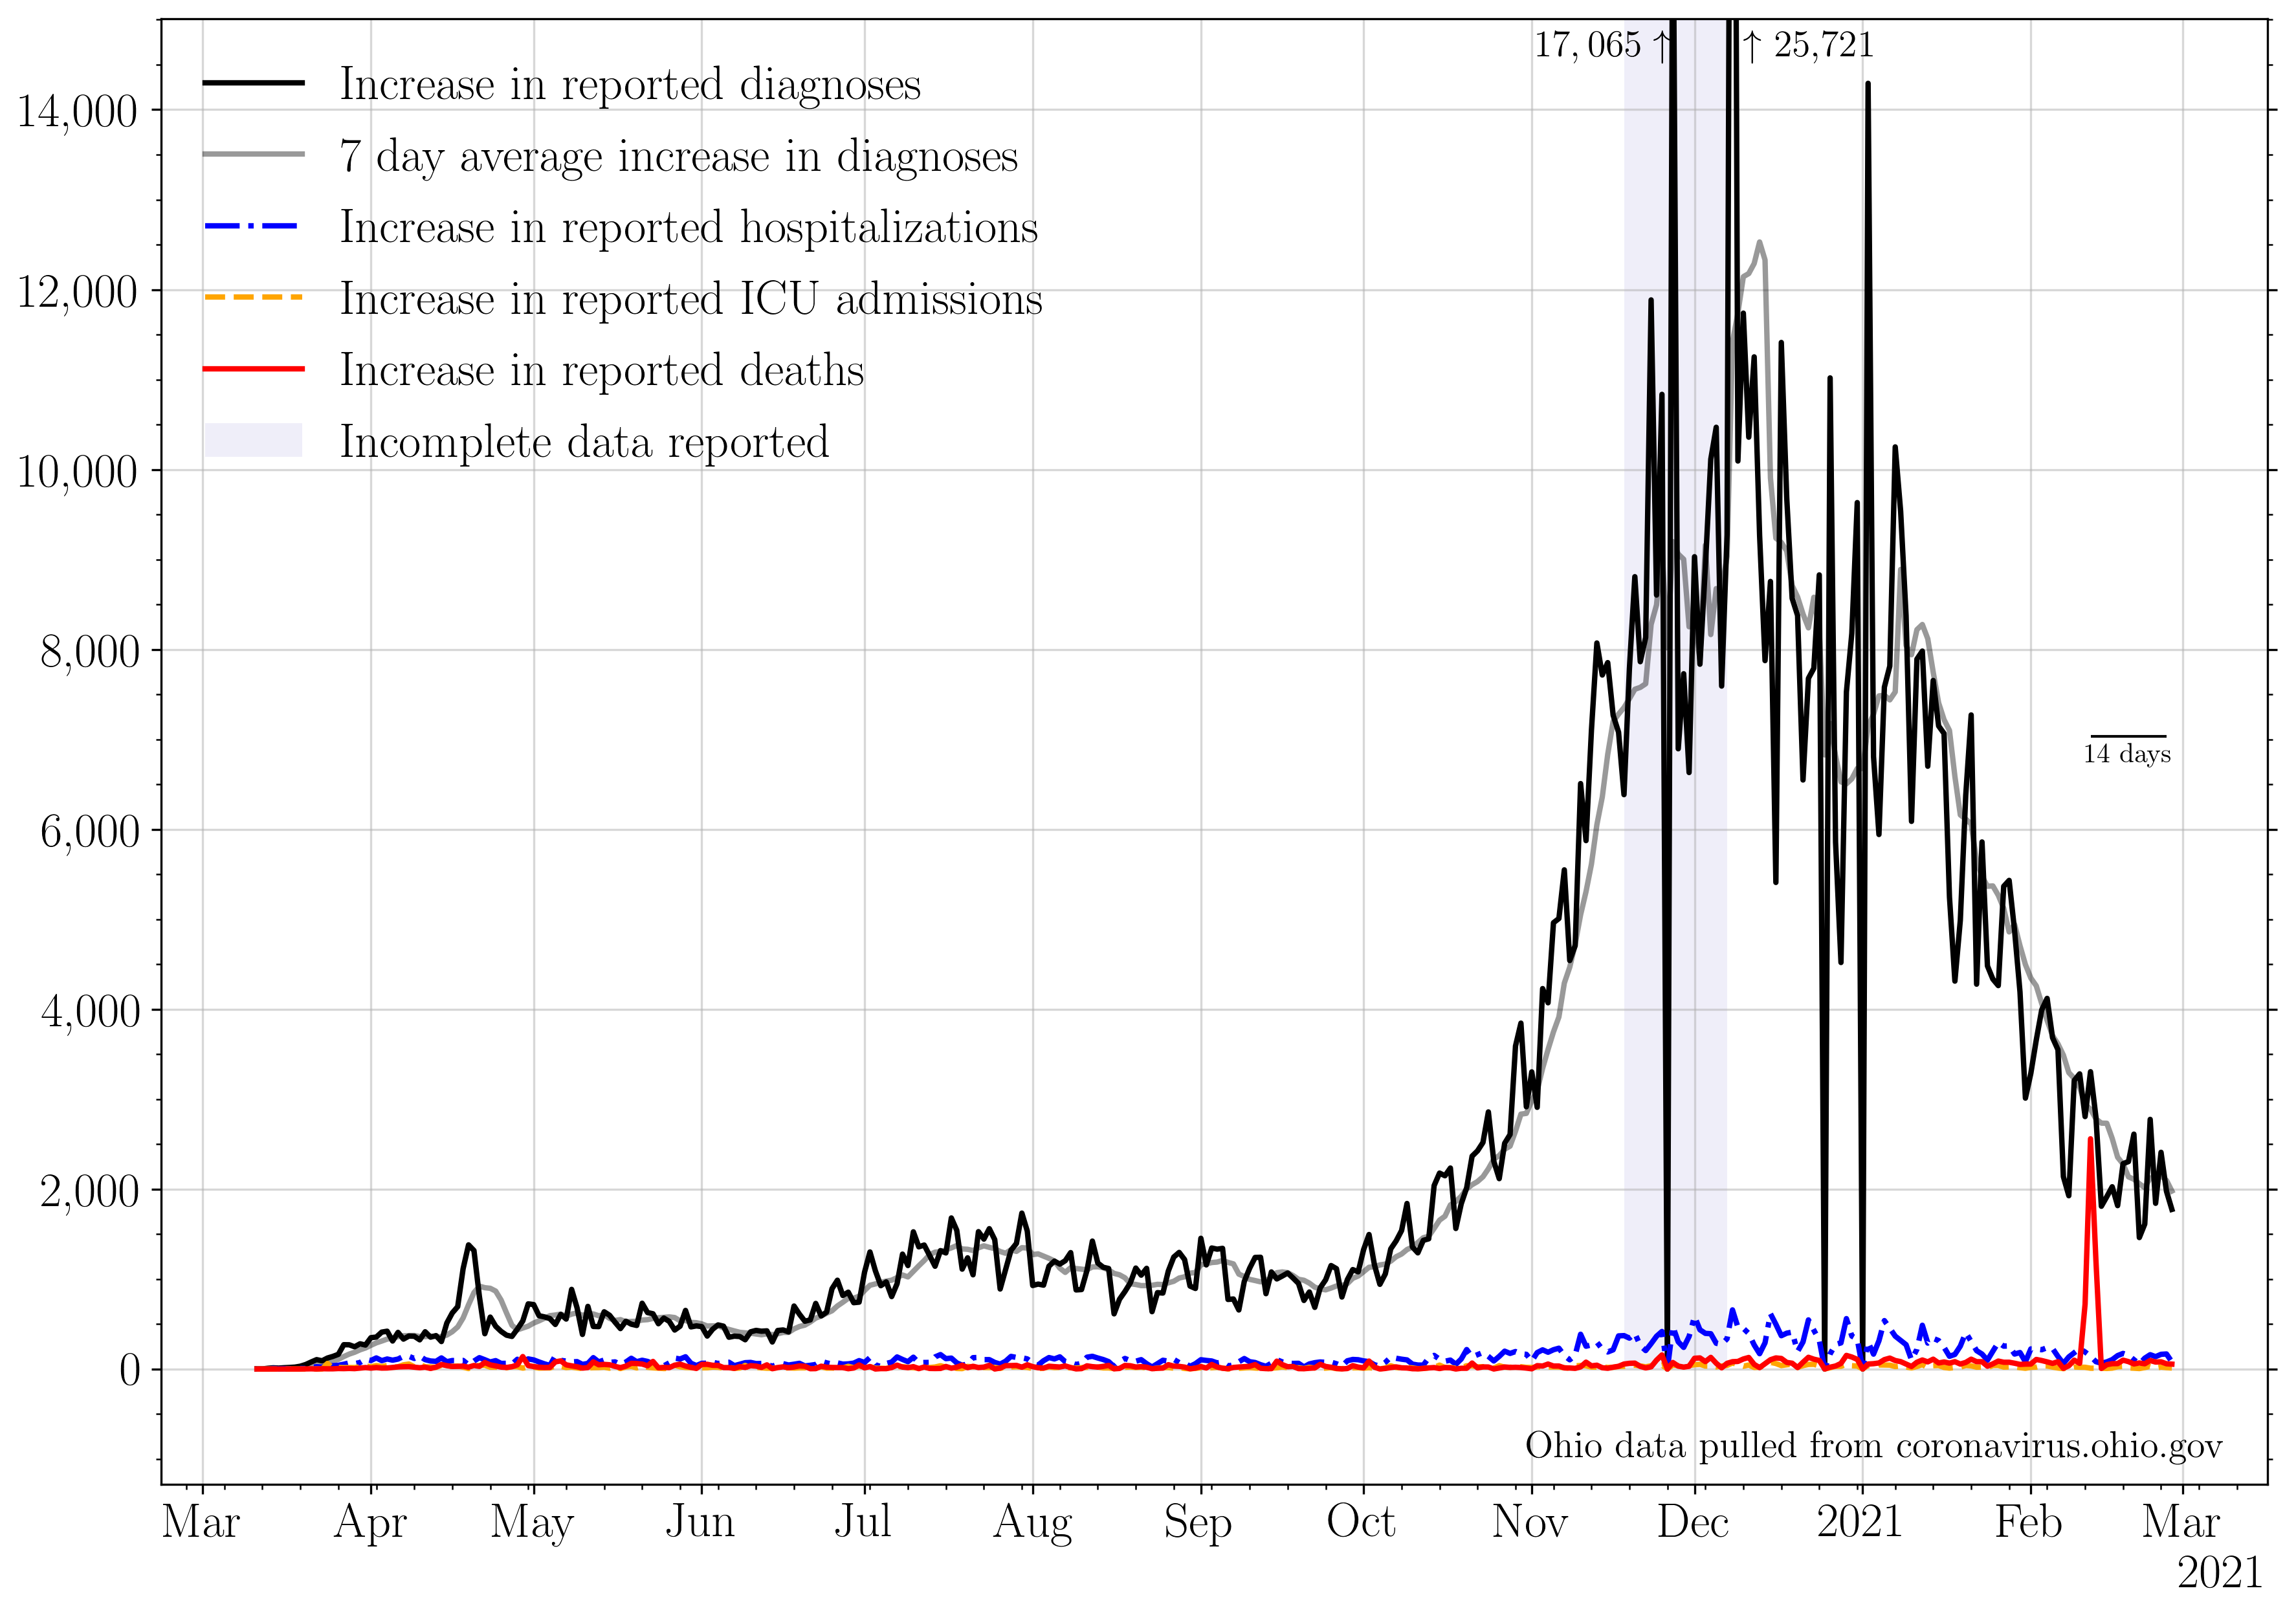 17,065 ↑ ↑ 25,721
Increase in reported diagnoses
7 day average increase in diagnoses
Increase in reported hospitalizations
Increase in reported ICU admissions
Increase in reported deaths
Incomplete data reported
14,000
12,000
10,000
8,000
6,000
4,000
2,000
0
14 days
Ohio data pulled from coronavirus.ohio.gov
Mar Apr May Jun Jul Aug Sep Oct Nov Dec 2021 Feb Mar
2021